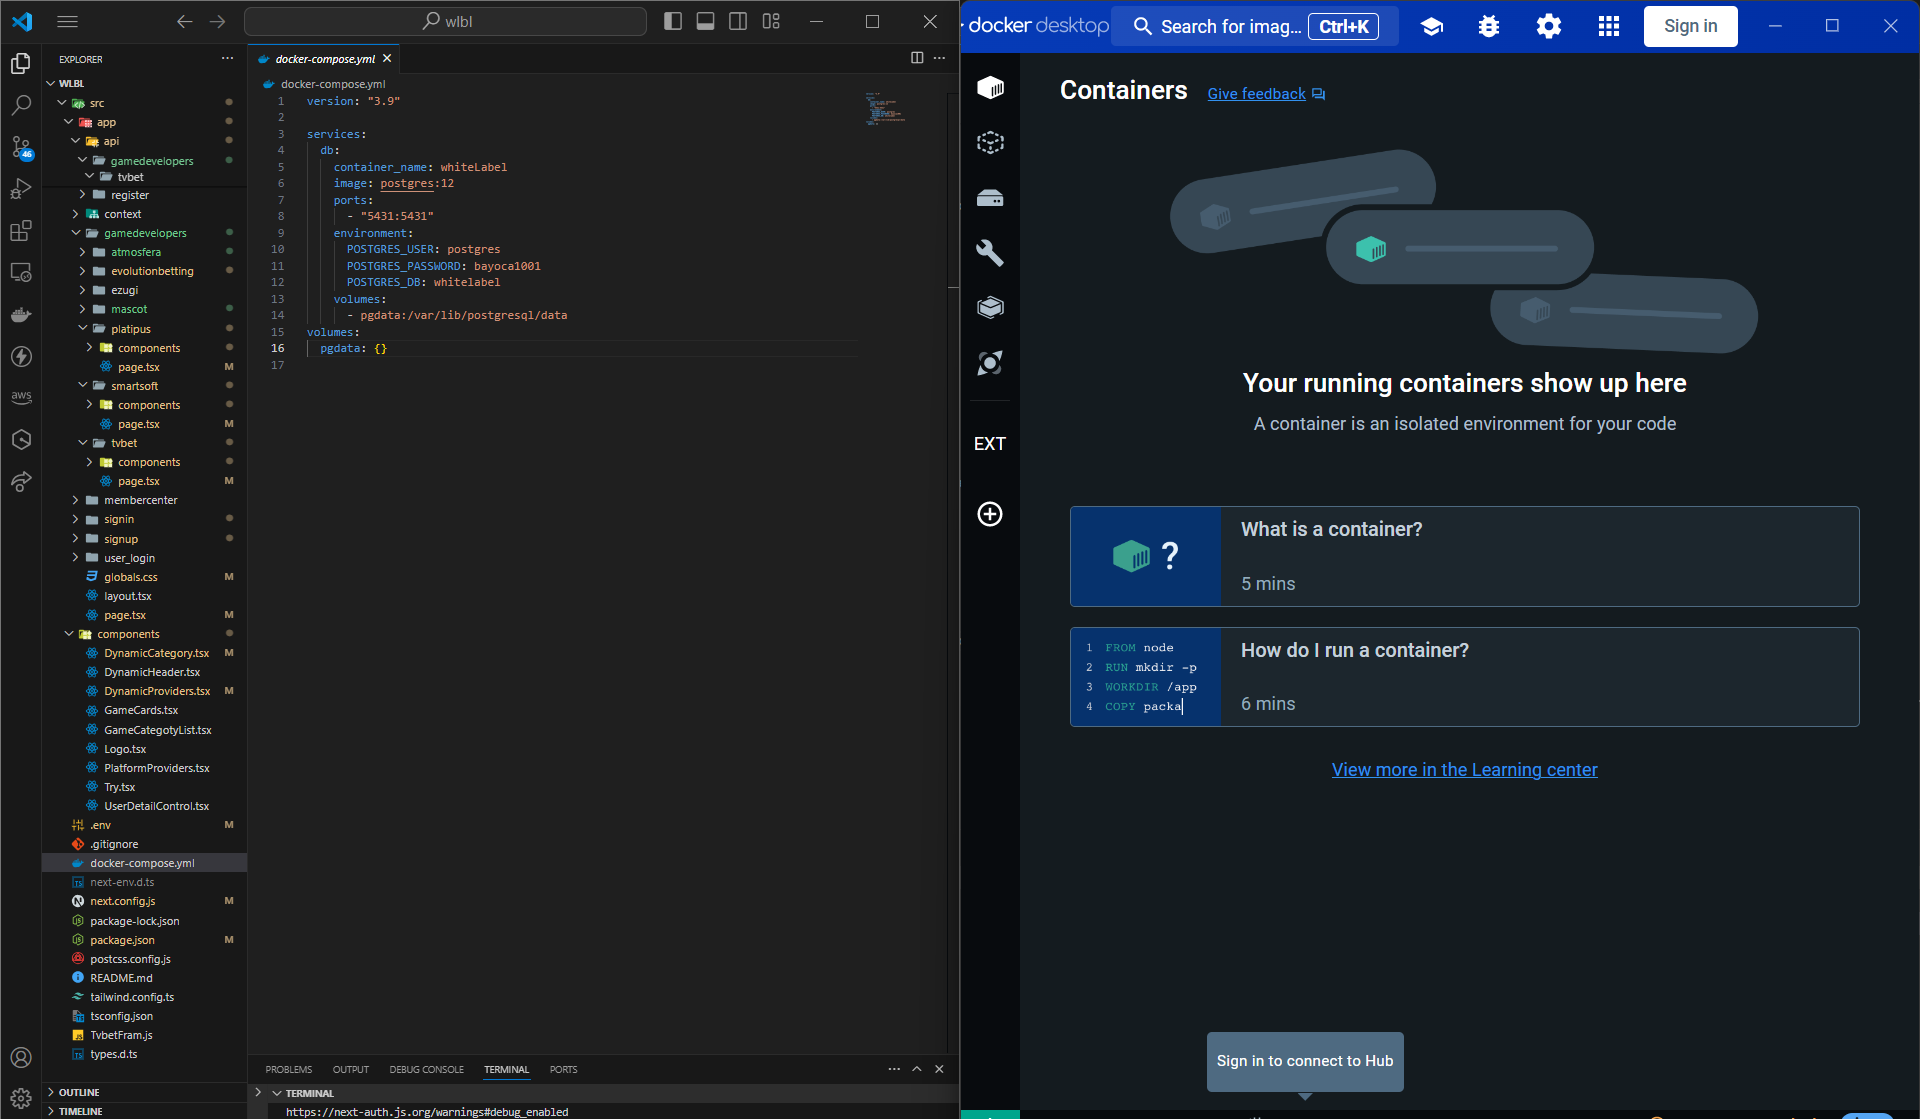 wlbl
EXPLORER
WLBL
src
app
api
gamedevelopers
tvbet
register
context
gamedevelopers
atmosfera
evolutionbetting
ezugi
mascot
platipus
components
page.tsx M
smartsoft
components
page.tsx M
tvbet
components
page.tsx M
membercenter
signin
signup
user_login
globals.css M
layout.tsx
page.tsx M
components
DynamicCategory.tsx M
DynamicHeader.tsx
DynamicProviders.tsx M
GameCards.tsx
GameCategotyList.tsx
Logo.tsx
PlatformProviders.tsx
Try.tsx
UserDetailControl.tsx
.env M
.gitignore
docker-compose.yml
next-env.d.ts
next.config.js M
package-lock.json
package.json M
postcss.config.js
README.md
tailwind.config.ts
tsconfig.json
TvbetFram.js
types.d.ts
OUTLINE
TIMELINE
46
aws
docker-compose.yml
docker-compose.yml
1 version: "3.9"
2
3 services:
4 db:
5 container_name: whiteLabel
6 image: postgres:12
7 ports:
8 - "5431:5431"
9 environment:
10 POSTGRES_USER: postgres
11 POSTGRES_PASSWORD: bayoca1001
12 POSTGRES_DB: whitelabel
13 volumes:
14 - pgdata:/var/lib/postgresql/data
15 volumes:
16 pgdata: {}
17
PROBLEMS OUTPUT DEBUG CONSOLE TERMINAL PORTS
TERMINAL
https://next-auth.js.org/warnings#debug_enabled
docker desktop Search for imag... Ctrl+K Sign in
EXT
Containers Give feedback
Your running containers show up here
A container is an isolated environment for your code
What is a container?
?
5 mins
1 FROM node
2 RUN mkdir -p
3 WORKDIR /app
4 COPY packa
How do I run a container?
6 mins
View more in the Learning center
Sign in to connect to Hub